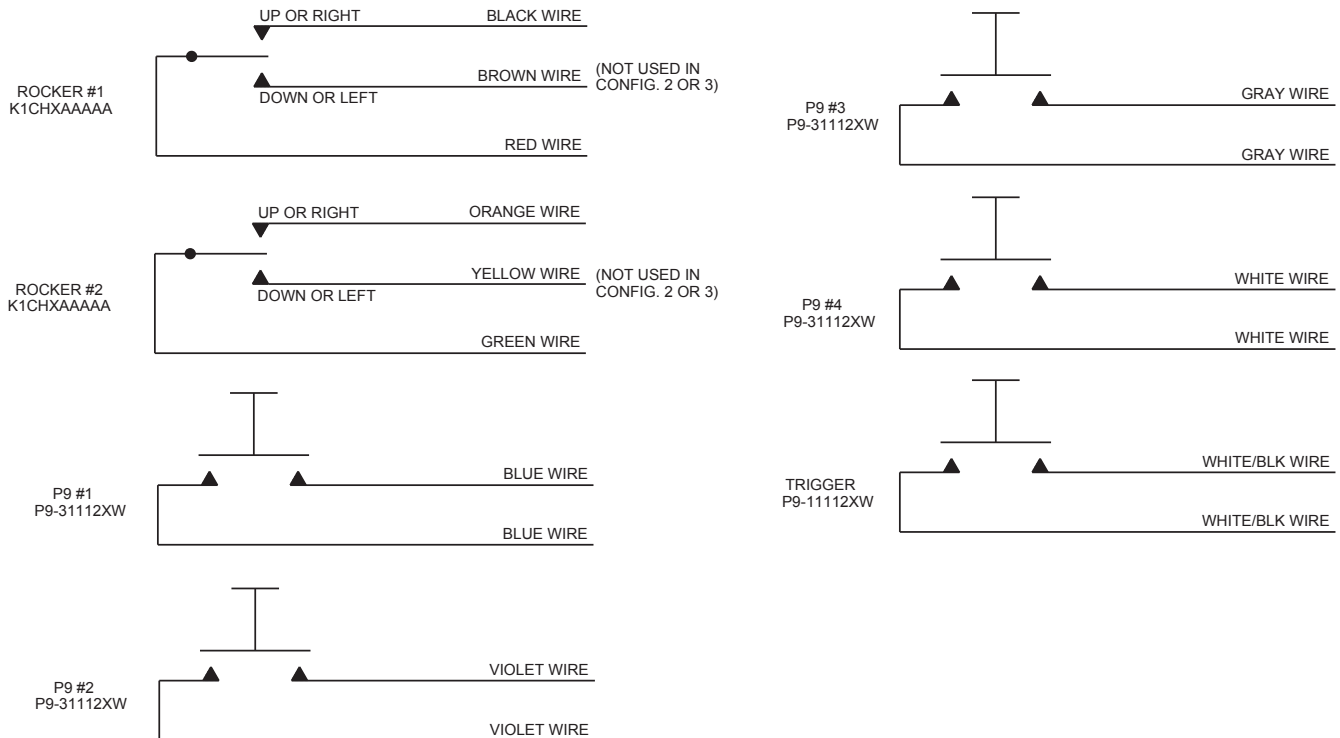 UP OR RIGHT BLACK WIRE
ROCKER #1
K1CHXAAAAA
BROWN WIRE (NOT USED IN
CONFIG. 2 OR 3)
DOWN OR LEFT
RED WIRE
UP OR RIGHT ORANGE WIRE
ROCKER #2
K1CHXAAAAA
YELLOW WIRE (NOT USED IN
CONFIG. 2 OR 3)
DOWN OR LEFT
GREEN WIRE
P9 #1
P9-31112XW
BLUE WIRE
BLUE WIRE
P9 #2
P9-31112XW
VIOLET WIRE
VIOLET WIRE
P9 #3
P9-31112XW
GRAY WIRE
GRAY WIRE
P9 #4
P9-31112XW
WHITE WIRE
WHITE WIRE
TRIGGER
P9-11112XW
WHITE/BLK WIRE
WHITE/BLK WIRE